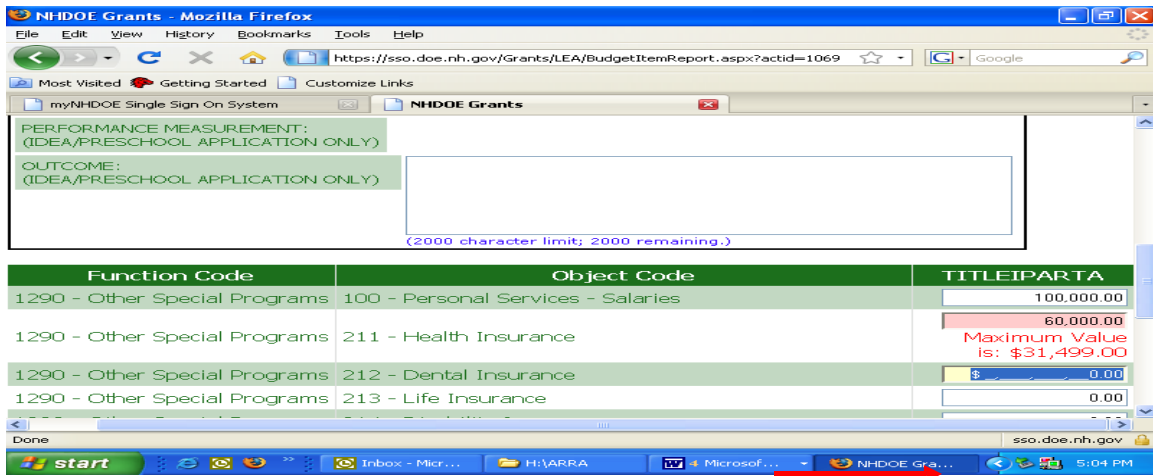 NHDOE Grants - Mozilla Firefox
File Edit View History Bookmarks Tools Help
https://sso.doe.nh.gov/Grants/LEA/BudgetItemReport.aspx?actid=1069 G Google
Most Visited Getting Started Customize Links
myNHDOE Single Sign On System NHDOE Grants
PERFORMANCE MEASUREMENT:
(IDEA/PRESCHOOL APPLICATION ONLY)
OUTCOME:
(IDEA/PRESCHOOL APPLICATION ONLY)
(2000 character limit; 2000 remaining.)
Function Code Object Code TITLEIPARTA
1290 - Other Special Programs 100 - Personal Services - Salaries 100,000.00
1290 - Other Special Programs 211 - Health Insurance 60,000.00
Maximum Value
is: $31,499.00
1290 - Other Special Programs 212 - Dental Insurance $ _,___,___,__0.00
1290 - Other Special Programs 213 - Life Insurance 0.00
Done sso.doe.nh.gov
start Inbox - Micr... H:\ARRA 4 Microsof... NHDOE Gra... 5:04 PM